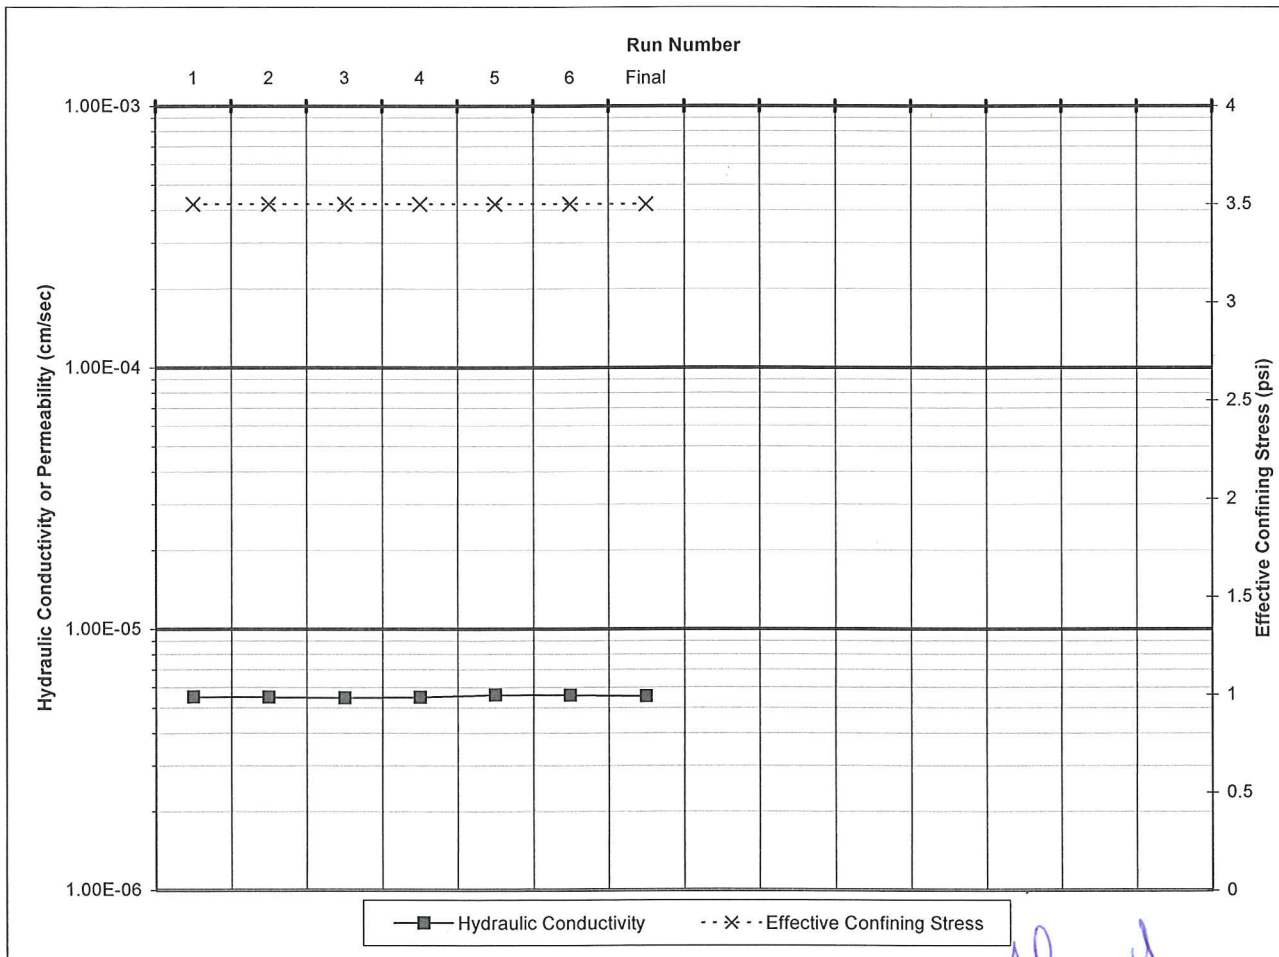 Run Number
1 2 3 4 5 6 Final
1.00E-03
1.00E-04
1.00E-05
1.00E-06
Hydraulic Conductivity or Permeability (cm/sec)
4
3.5
3
2.5
2
1.5
1
0.5
0
Effective Confining Stress (psi)
Hydraulic Conductivity Effective Confining Stress